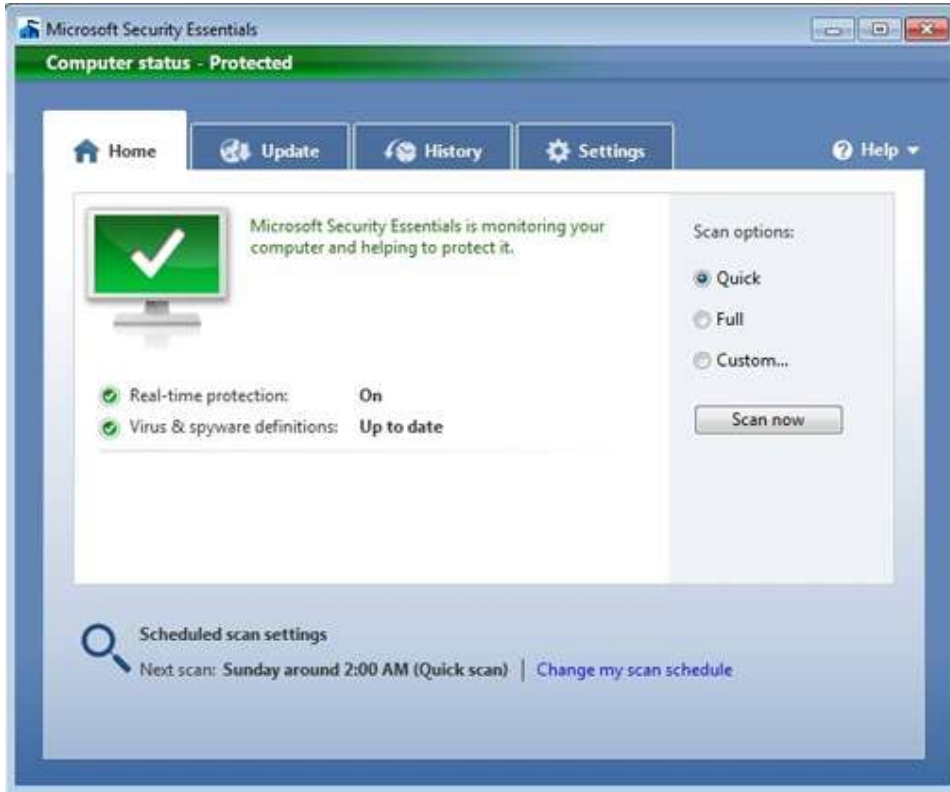 Microsoft Security Essentials
Computer status - Protected
Home
Update
History
Settings
Help
Microsoft Security Essentials is monitoring your
computer and helping to protect it.
Real-time protection: On
Virus & spyware definitions: Up to date
Scan options:
Quick
Full
Custom...
Scan now
Scheduled scan settings
Next scan: Sunday around 2:00 AM (Quick scan) | Change my scan schedule